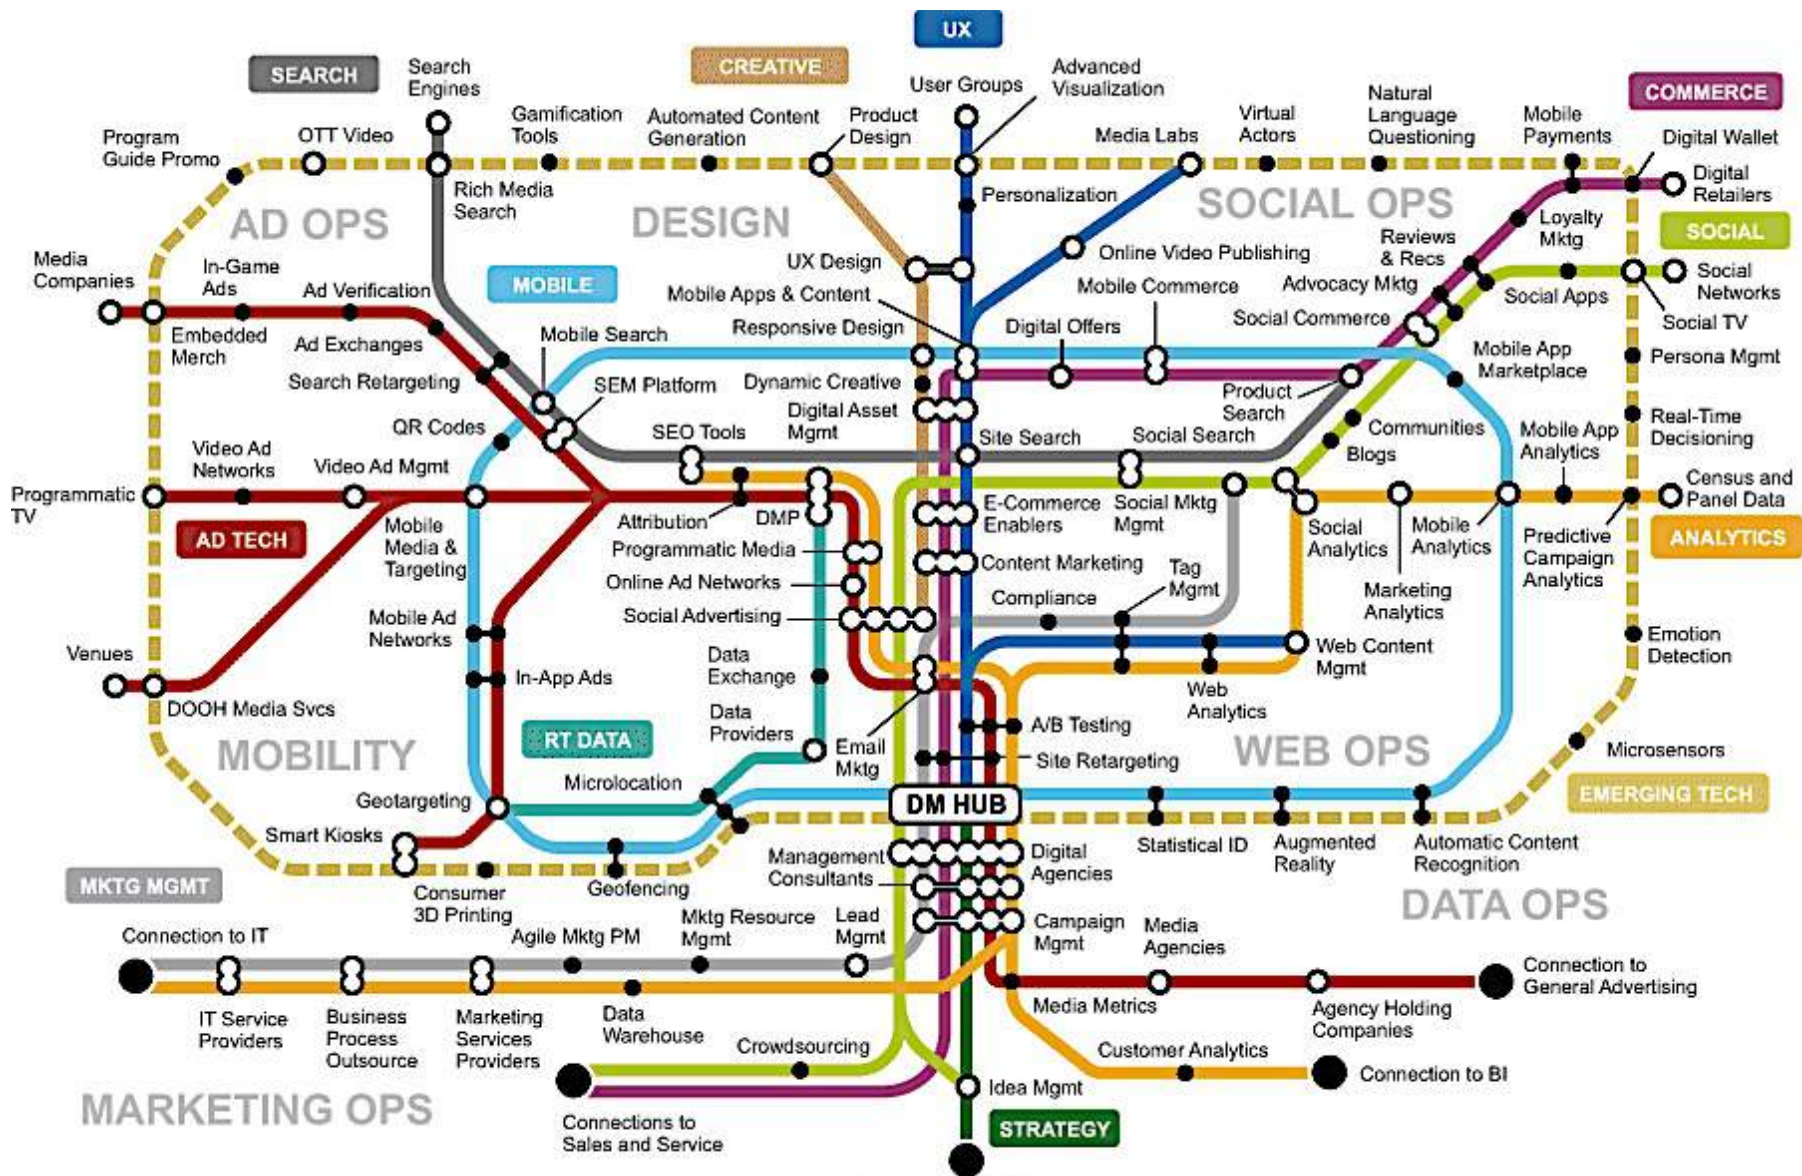 UX
SEARCH
Search
Engines
CREATIVE
User Groups
Advanced
Visualization
COMMERCE
Program
Guide Promo
OTT Video
Gamification
Tools
Automated Content
Generation
Product
Design
Media Labs
Virtual
Actors
Natural
Language
Questioning
Mobile
Payments
Digital Wallet
Rich Media
Search
Personalization
Digital
Retailers
AD OPS
DESIGN
SOCIAL OPS
Loyalty
Mktg
SOCIAL
Media
Companies
In-Game
Ads
Ad Verification
MOBILE
UX Design
Online Video Publishing
Reviews
& Recs
Mobile Apps & Content
Mobile Commerce
Advocacy Mktg
Social Apps
Social
Networks
Embedded
Merch
Ad Exchanges
Mobile Search
Responsive Design
Digital Offers
Social Commerce
Social TV
Search Retargeting
SEM Platform
Dynamic Creative
Mobile App
Marketplace
Persona Mgmt
QR Codes
Digital Asset
Mgmt
Product
Search
Real-Time
Decisioning
Video Ad
Networks
Video Ad Mgmt
SEO Tools
Site Search
Social Search
Communities
Blogs
Mobile App
Analytics
Programmatic
TV
Census and
Panel Data
AD TECH
Mobile
Media &
Targeting
Attribution
DMP
E-Commerce
Enablers
Social Mktg
Mgmt
Social
Analytics
Mobile
Analytics
Predictive
Campaign
Analytics
ANALYTICS
Programmatic Media
Content Marketing
Tag
Mgmt
Marketing
Analytics
Online Ad Networks
Compliance
Mobile Ad
Networks
Social Advertising
Web Content
Mgmt
Emotion
Detection
Venues
In-App Ads
Data
Exchange
Web
Analytics
DOOH Media Svcs
Data
Providers
A/B Testing
MOBILITY
RT DATA
Email
Mktg
Site Retargeting
WEB OPS
Microsensors
Microlocation
Geotargeting
DM HUB
EMERGING TECH
Smart Kiosks
Statistical ID
Augmented
Reality
Automatic Content
Recognition
MKTG MGMT
Consumer
3D Printing
Geofencing
Management
Consultants
Digital
Agencies
DATA OPS
Connection to IT
Agile Mktg PM
Mktg Resource
Mgmt
Lead
Mgmt
Campaign
Mgmt
Media
Agencies
Connection to
General Advertising
IT Service
Providers
Business
Process
Outsource
Marketing
Services
Providers
Data
Warehouse
Media Metrics
Agency Holding
Companies
Crowdsourcing
Customer Analytics
Connection to BI
MARKETING OPS
Idea Mgmt
Connections to
Sales and Service
STRATEGY